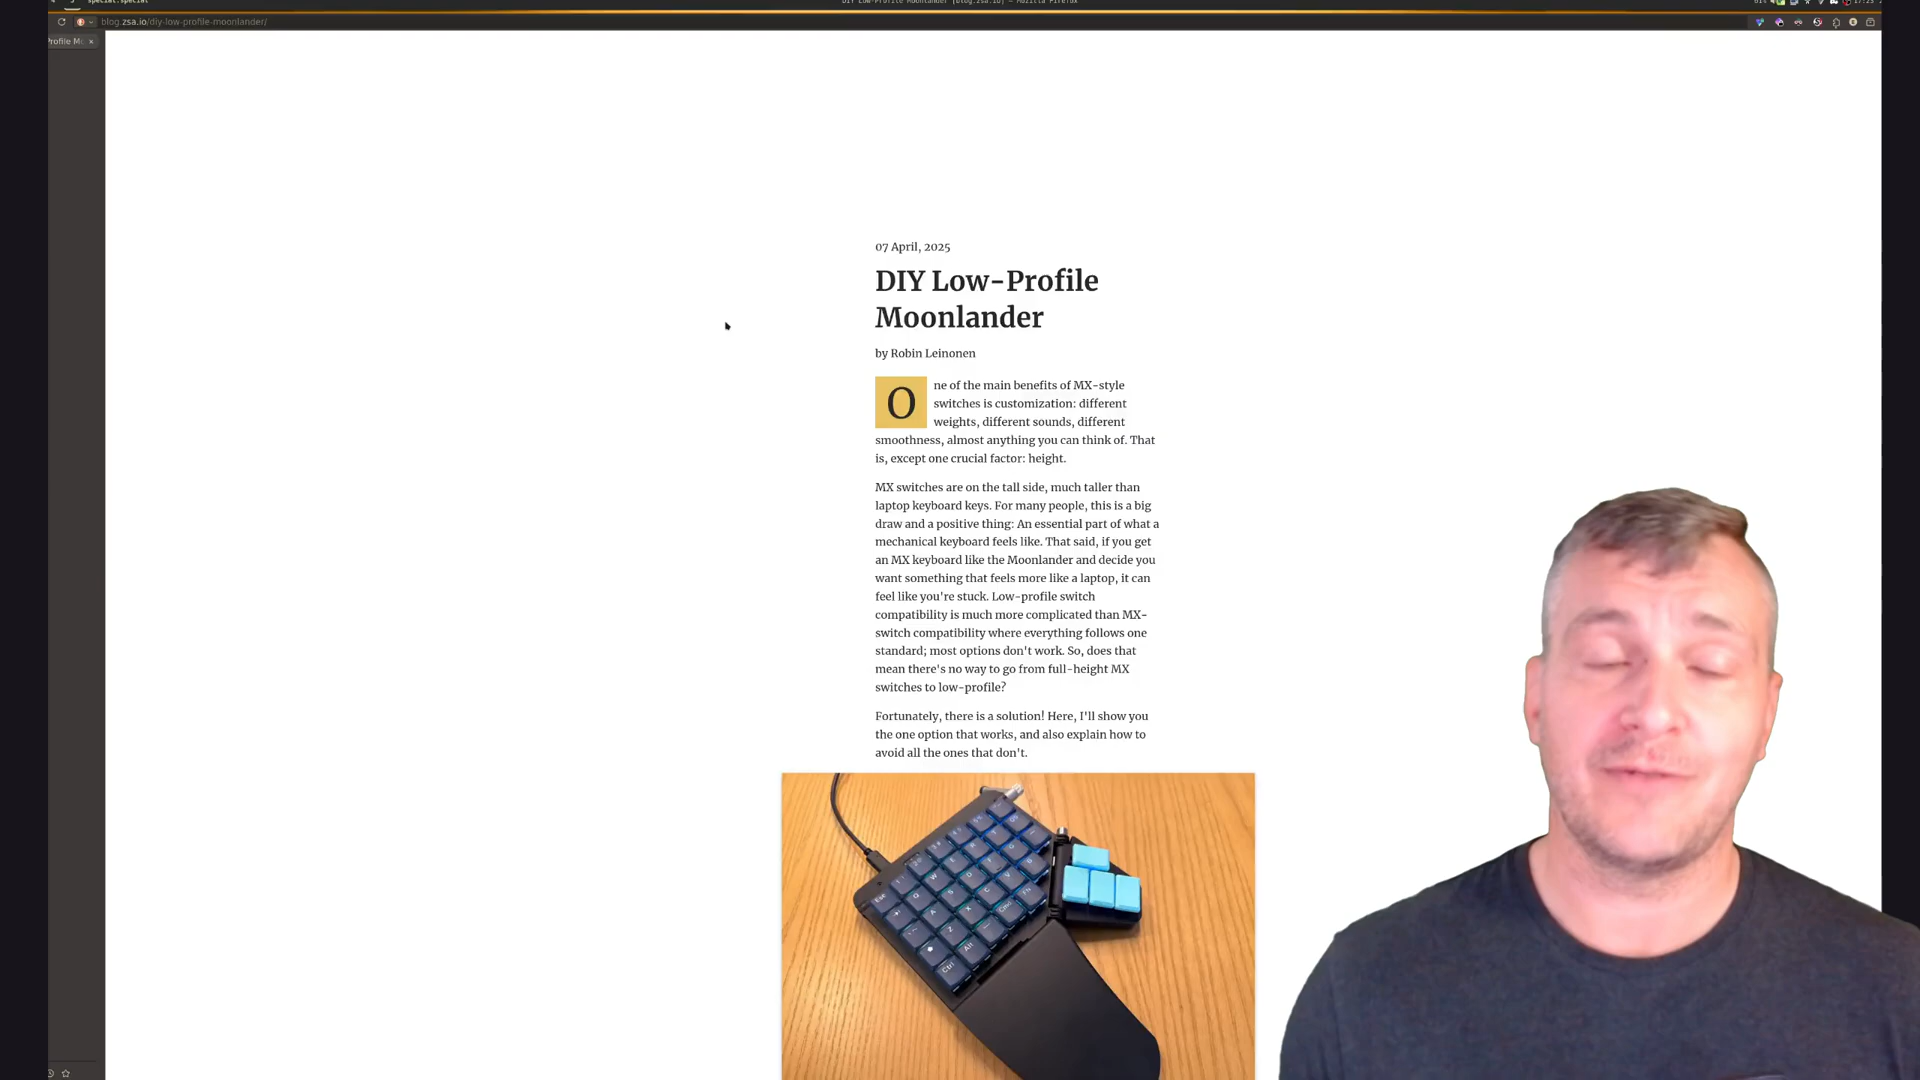 special:special
DIY Low-Profile Moonlander [blog.zsa.io] — Mozilla Firefox
17:23
blog.zsa.io/diy-low-profile-moonlander/
Profile M
07 April, 2025
DIY Low-Profile
Moonlander
by Robin Leinonen
One of the main benefits of MX-style
switches is customization: different
weights, different sounds, different
smoothness, almost anything you can think of. That
is, except one crucial factor: height.
MX switches are on the tall side, much taller than
laptop keyboard keys. For many people, this is a big
draw and a positive thing: An essential part of what a
mechanical keyboard feels like. That said, if you get
an MX keyboard like the Moonlander and decide you
want something that feels more like a laptop, it can
feel like you're stuck. Low-profile switch
compatibility is much more complicated than MX-
switch compatibility where everything follows one
standard; most options don't work. So, does that
mean there's no way to go from full-height MX
switches to low-profile?
Fortunately, there is a solution! Here, I'll show you
the one option that works, and also explain how to
avoid all the ones that don't.
Esc
Q
W
E
R
T
A
S
D
F
G
Z
X
C
V
B
Alt
Ctrl
Fn